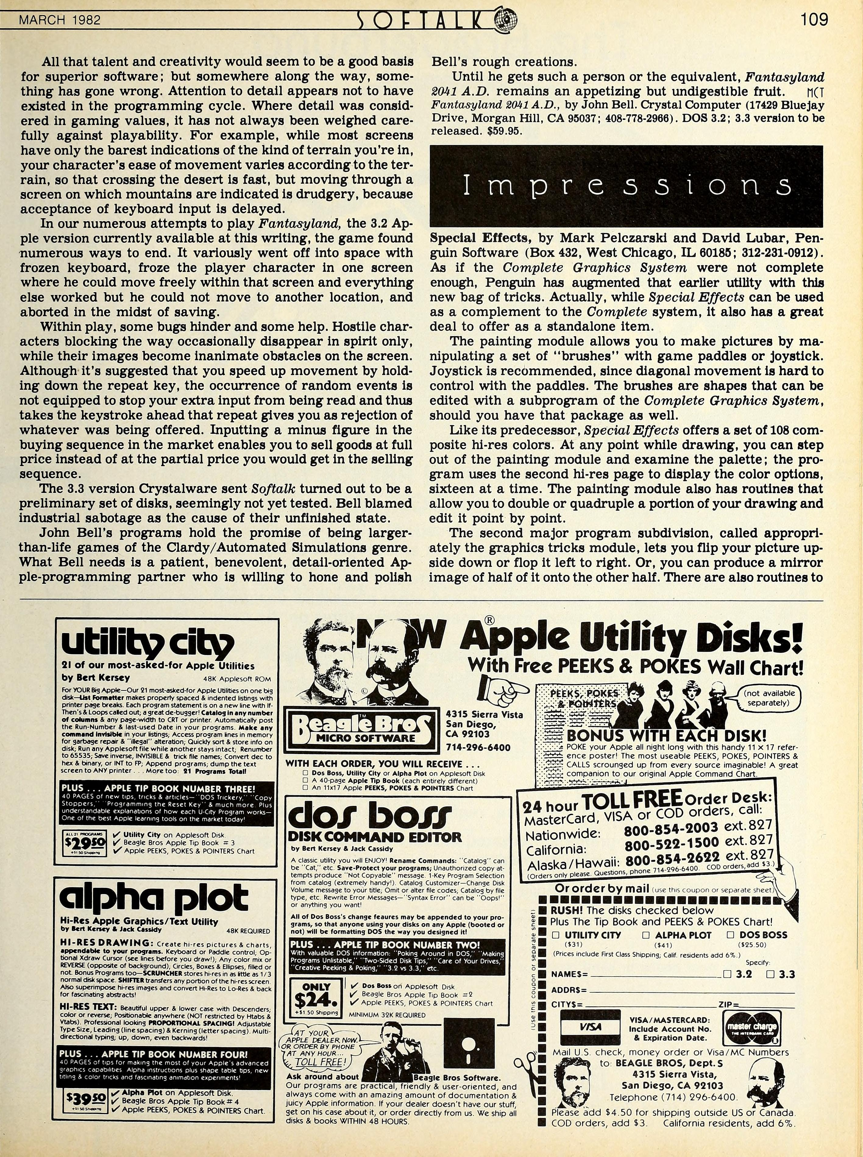 MARCH 1982
SOFTALK
109
All that talent and creativity would seem to be a good basis
for superior software; but somewhere along the way, some-
thing has gone wrong. Attention to detail appears not to have
existed in the programming cycle. Where detail was consid-
ered in gaming values, it has not always been weighed care-
fully against playability. For example, while most screens
have only the barest indications of the kind of terrain you're in,
your character's ease of movement varies according to the ter-
rain, so that crossing the desert is fast, but moving through a
screen on which mountains are indicated is drudgery, because
acceptance of keyboard input is delayed.
In our numerous attempts to play Fantasyland, the 3.2 Ap-
ple version currently available at this writing, the game found
numerous ways to end. It variously went off into space with
frozen keyboard, froze the player character in one screen
where he could move freely within that screen and everything
else worked but he could not move to another location, and
aborted in the midst of saving.
Within play, some bugs hinder and some help. Hostile char-
acters blocking the way occasionally disappear in spirit only,
while their images become inanimate obstacles on the screen.
Although it's suggested that you speed up movement by hold-
ing down the repeat key, the occurrence of random events is
not equipped to stop your extra input from being read and thus
takes the keystroke ahead that repeat gives you as rejection of
whatever was being offered. Inputting a minus figure in the
buying sequence in the market enables you to sell goods at full
price instead of at the partial price you would get in the selling
sequence.
The 3.3 version Crystalware sent Softalk turned out to be a
preliminary set of disks, seemingly not yet tested. Bell blamed
industrial sabotage as the cause of their unfinished state.
John Bell's programs hold the promise of being larger-
than-life games of the Clardy/Automated Simulations genre.
What Bell needs is a patient, benevolent, detail-oriented Ap-
ple-programming partner who is willing to hone and polish
Bell's rough creations.
Until he gets such a person or the equivalent, Fantasyland
2041 A.D. remains an appetizing but undigestible fruit. MCT
Fantasyland 2041 A.D., by John Bell. Crystal Computer (17429 Bluejay
Drive, Morgan Hill, CA 95037; 408-778-2966). DOS 3.2; 3.3 version to be
released. $59.95.
Impressions
Special Effects, by Mark Pelczarski and David Lubar, Pen-
guin Software (Box 432, West Chicago, IL 60185; 312-231-0912).
As if the Complete Graphics System were not complete
enough, Penguin has augmented that earlier utility with this
new bag of tricks. Actually, while Special Effects can be used
as a complement to the Complete system, it also has a great
deal to offer as a standalone item.
The painting module allows you to make pictures by ma-
nipulating a set of "brushes" with game paddles or joystick.
Joystick is recommended, since diagonal movement is hard to
control with the paddles. The brushes are shapes that can be
edited with a subprogram of the Complete Graphics System,
should you have that package as well.
Like its predecessor, Special Effects offers a set of 108 com-
posite hi-res colors. At any point while drawing, you can step
out of the painting module and examine the palette; the pro-
gram uses the second hi-res page to display the color options,
sixteen at a time. The painting module also has routines that
allow you to double or quadruple a portion of your drawing and
edit it point by point.
The second major program subdivision, called appropri-
ately the graphics tricks module, lets you flip your picture up-
side down or flop it left to right. Or, you can produce a mirror
image of half of it onto the other half. There are also routines to
utility city
21 of our most-asked-for Apple Utilities
by Bert Kersey 48K Applesoft ROM
For YOUR Big Apple—Our 21 most-asked-for Apple Utilities on one big
disk—List Formatter makes properly spaced & indented listings with
printer page breaks. Each program statement is on a new line with If-
Then's & Loops called out; a great de-bugger! Catalog in any number
of columns & any page-width to CRT or printer. Automatically post
the Run-Number & last-used Date in your programs. Make any
command invisible in your listings; Access program lines in memory
for garbage repair & "illegal" alteration; Quickly sort & store info on
disk; Run any Applesoft file while another stays intact; Renumber
to 65535; Save inverse, INVISIBLE & trick file names; Convert dec to
hex & binary, or INT to FP; Append programs; dump the text
screen to ANY printer . . . More too: 21 Programs Total!
PLUS . . . APPLE TIP BOOK NUMBER THREE!
40 PAGES of new tips, tricks & articles—"DOS Trickery," "Copy
Stoppers," "Programming the Reset Key" & much more. Plus
understandable explanations of how each U-City Program works—
One of the best Apple learning tools on the market today!
ALL 21 PROGRAMS
$29.50
+$1.50 Shipping
✓ Utility City on Applesoft Disk
✓ Beagle Bros Apple Tip Book # 3
✓ Apple PEEKS, POKES & POINTERS Chart
alpha plot
Hi-Res Apple Graphics/Text Utility
by Bert Kersey & Jack Cassidy 48K REQUIRED
HI-RES DRAWING: Create hi-res pictures & charts,
appendable to your programs. Keyboard or Paddle control; Op-
tional Xdraw Cursor (see lines before you draw!), Any color mix or
REVERSE (opposite of background); Circles, Boxes & Ellipses, filled or
not. Bonus Programs too—SCRUNCHER stores hi-res in as little as 1/3
normal disk space. SHIFTER transfers any portion of the hi-res screen.
Also superimpose hi-res images and convert Hi-Res to Lo-Res & back
for fascinating abstracts!
HI-RES TEXT: Beautiful upper & lower case with Descenders;
color or reverse; Positionable anywhere (NOT restricted by Htabs &
Vtabs). Professional looking PROPORTIONAL SPACING! Adjustable
Type Size, Leading (line spacing) & Kerning (letter spacing). Multi-
directional typing; up, down, even backwards!
PLUS . . . APPLE TIP BOOK NUMBER FOUR!
40 PAGES of tips for making the most of your Apple's advanced
graphics capabilities. Alpha instructions plus shape table tips, new
titling & color tricks and fascinating animation experiments!
$39.50
+$1.50 Shipping
✓ Alpha Plot on Applesoft Disk.
✓ Beagle Bros Apple Tip Book # 4
✓ Apple PEEKS, POKES & POINTERS Chart.
NEW Apple® Utility Disks!
With Free PEEKS & POKES Wall Chart!
Beagle Bros
MICRO SOFTWARE
4315 Sierra Vista
San Diego,
CA 92103
714-296-6400
WITH EACH ORDER, YOU WILL RECEIVE . . .
☐ Dos Boss, Utility City or Alpha Plot on Applesoft Disk
☐ A 40-page Apple Tip Book (each entirely different)
☐ An 11x17 Apple PEEKS, POKES & POINTERS Chart
dos boss
DISK COMMAND EDITOR
by Bert Kersey & Jack Cassidy
A classic utility you will ENJOY! Rename Commands: "Catalog" can
be "Cat," etc. Save-Protect your programs; Unauthorized copy at-
tempts produce "Not Copyable" message. 1-Key Program Selection
from catalog (extremely handy!). Catalog Customizer—Change Disk
Volume message to your title; Omit or alter file codes; Catalog by file
type, etc. Rewrite Error Messages—"Syntax Error" can be "Oops!"
or anything you want!
All of Dos Boss's change feaures may be appended to your pro-
grams, so that anyone using your disks on any Apple (booted or
not) will be formatting DOS the way you designed it!
PLUS . . . APPLE TIP BOOK NUMBER TWO!
With valuable DOS information: "Poking Around in DOS," "Making
Programs Unlistable," "Two-Sided Disk Tips," "Care of Your Drives,"
"Creative Peeking & Poking," "3.2 vs 3.3," etc.
ONLY
$24.
+$1.50 Shipping
✓ Dos Boss on Applesoft Disk
✓ Beagle Bros Apple Tip Book #2
✓ Apple PEEKS, POKES & POINTERS Chart
MINIMUM 32K REQUIRED
AT YOUR
APPLE DEALER NOW.
OR ORDER BY PHONE
AT ANY HOUR...
TOLL FREE!
Ask around about Beagle Bros Software.
Our programs are practical, friendly & user-oriented, and
always come with an amazing amount of documentation &
juicy Apple information. If your dealer doesn't have our stuff,
get on his case about it, or order directly from us. We ship all
disks & books WITHIN 48 HOURS.
PEEKS, POKES
& POINTERS
(not available
separately)
BONUS WITH EACH DISK!
POKE your Apple all night long with this handy 11 x 17 refer-
ence poster! The most useable PEEKS, POKES, POINTERS &
CALLS scrounged up from every source imaginable! A great
companion to our original Apple Command Chart.
24 hour TOLL FREE Order Desk:
MasterCard, VISA or COD orders, call:
Nationwide: 800-854-2003 ext. 827
California: 800-522-1500 ext. 827
Alaska/Hawaii: 800-854-2622 ext. 827
(Orders only please. Questions, phone 714-296-6400. COD orders, add $3.)
Or order by mail (use this coupon or separate sheet)
(use this coupon or separate sheet)
RUSH! The disks checked below
Plus The Tip Book and PEEKS & POKES Chart!
☐ UTILITY CITY ☐ ALPHA PLOT ☐ DOS BOSS
($31) ($41) ($25.50)
(Prices include First Class Shipping, Calif. residents add 6%.)
Specify:
NAMES= ☐ 3.2 ☐ 3.3
ADDR$=
CITY$= ZIP=
VISA
VISA/MASTERCARD:
Include Account No.
& Expiration Date.
master charge
THE INTERBANK CARD
Mail U.S. check, money order or Visa/MC Numbers
to: BEAGLE BROS, Dept. S
4315 Sierra Vista,
San Diego, CA 92103
Telephone (714) 296-6400.
Please add $4.50 for shipping outside US or Canada.
COD orders, add $3. California residents, add 6%.